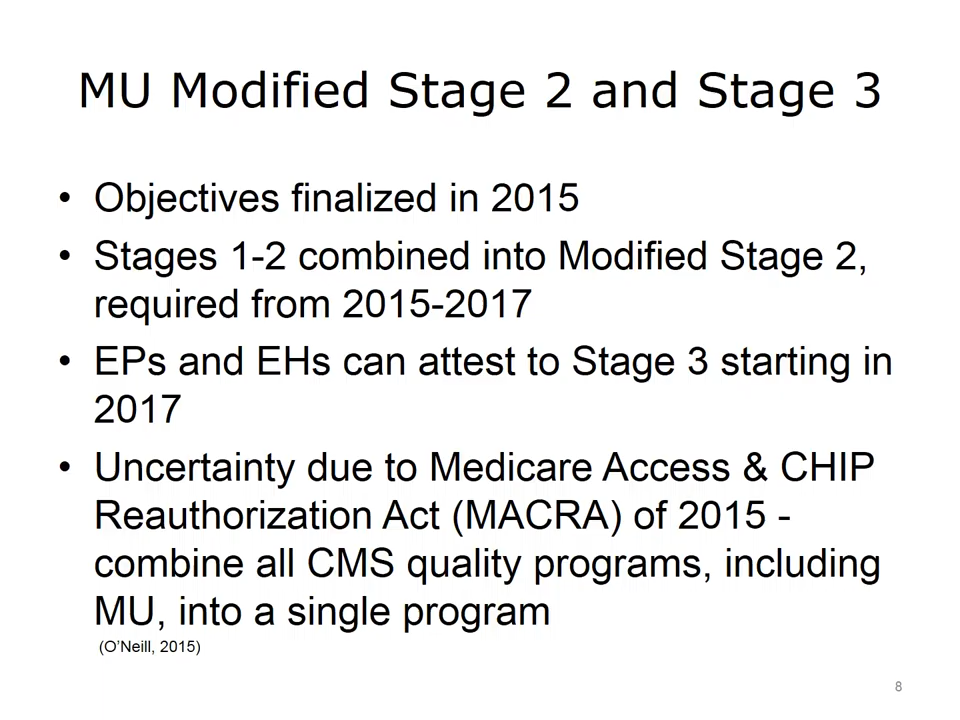 MU Modified Stage 2 and Stage 3
• Objectives finalized in 2015
• Stages 1-2 combined into Modified Stage 2,
required from 2015-2017
• EPs and EHs can attest to Stage 3 starting in
2017
• Uncertainty due to Medicare Access & CHIP
Reauthorization Act (MACRA) of 2015 -
combine all CMS quality programs, including
MU, into a single program
(O’Neill, 2015)
8